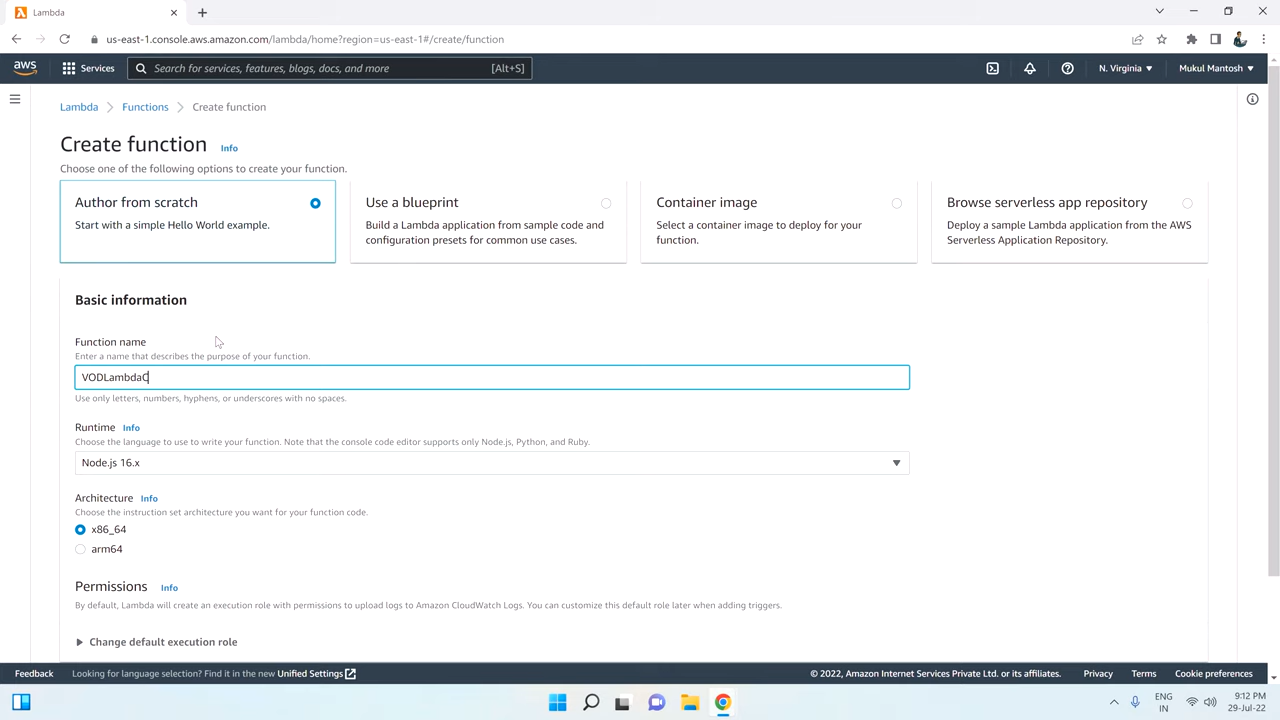 Lambda
us-east-1.console.aws.amazon.com/lambda/home?region=us-east-1#/create/function
aws
Services
Search for services, features, blogs, docs, and more
[Alt+S]
N. Virginia
Mukul Mantosh
Lambda
Functions
Create function
Create function
Info
Choose one of the following options to create your function.
Author from scratch
Start with a simple Hello World example.
Use a blueprint
Build a Lambda application from sample code and
configuration presets for common use cases.
Container image
Select a container image to deploy for your
function.
Browse serverless app repository
Deploy a sample Lambda application from the AWS
Serverless Application Repository.
Basic information
Function name
Enter a name that describes the purpose of your function.
VODLambdaC
Use only letters, numbers, hyphens, or underscores with no spaces.
Runtime
Info
Choose the language to use to write your function. Note that the console code editor supports only Node.js, Python, and Ruby.
Node.js 16.x
Architecture
Info
Choose the instruction set architecture you want for your function code.
x86_64
arm64
Permissions
Info
By default, Lambda will create an execution role with permissions to upload logs to Amazon CloudWatch Logs. You can customize this default role later when adding triggers.
Change default execution role
Feedback
Looking for language selection? Find it in the new Unified Settings
© 2022, Amazon Internet Services Private Ltd. or its affiliates.
Privacy
Terms
Cookie preferences
ENG
IN
9:12 PM
29-Jul-22